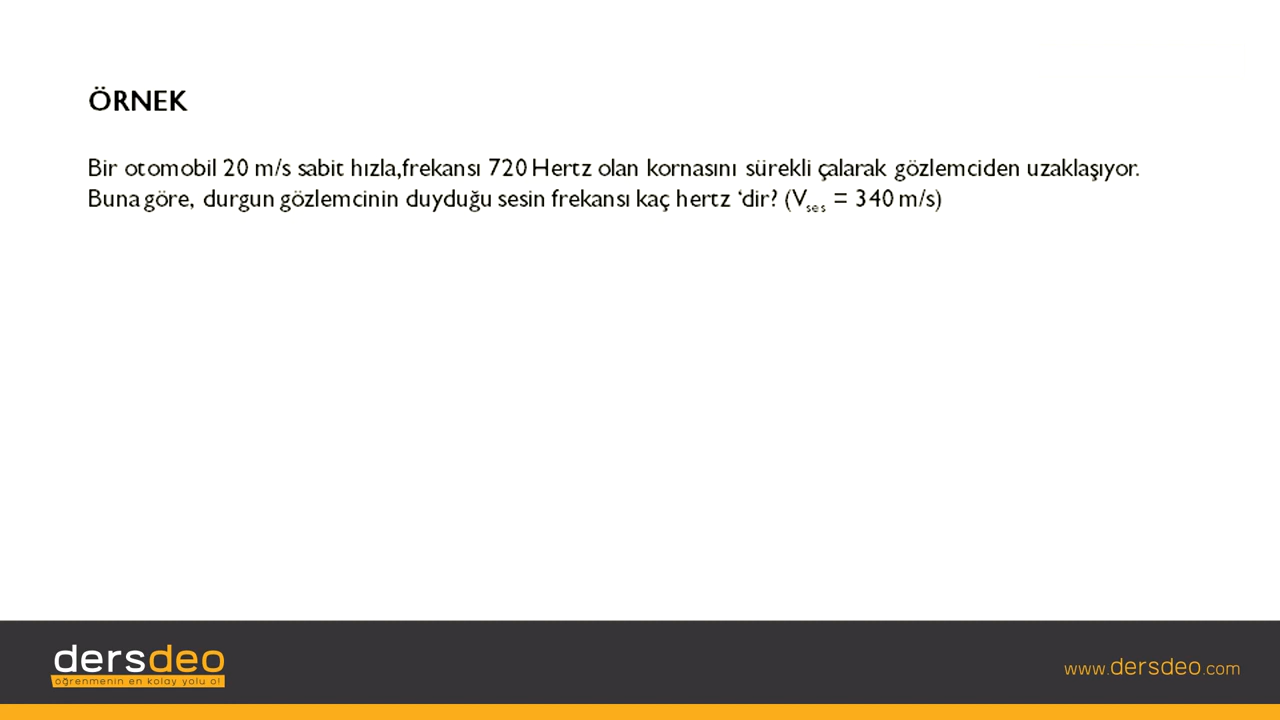 ÖRNEK
Bir otomobil 20 m/s sabit hızla,frekansı 720 Hertz olan kornasını sürekli çalarak gözlemciden uzaklaşıyor.
Buna göre, durgun gözlemcinin duyduğu sesin frekansı kaç hertz ‘dir? (Vses = 340 m/s)
dersdeo
öğrenmenin en kolay yolu o!
www.dersdeo.com